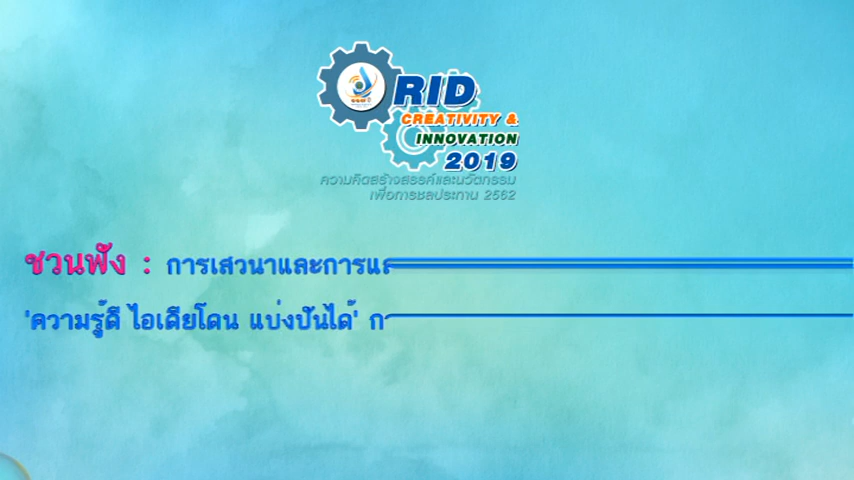 RID
CREATIVITY &
INNOVATION
2019
ความคิดสร้างสรรค์และนวัตกรรม
เพื่อการชลประทาน 2562
ชวนฟัง : การเสวนาและการแล
'ความรู้ดี ไอเดียโดน แบ่งปันได้' ก